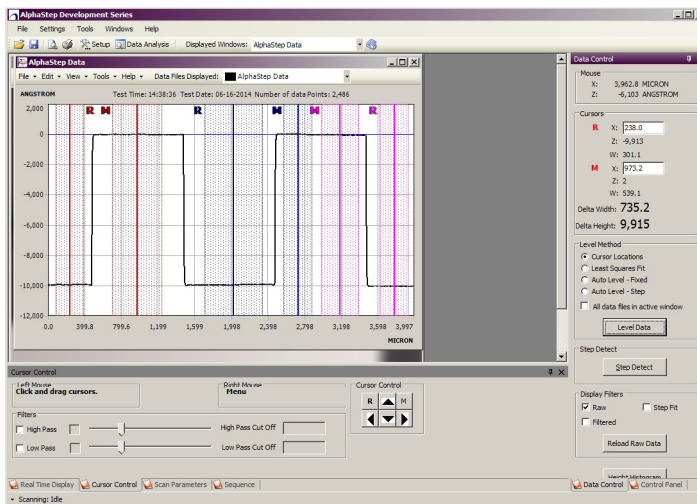 AlphaStep Development Series
File Settings Tools Windows Help
Setup Data Analysis Displayed Windows: AlphaStep Data
AlphaStep Data
File Edit View Tools Help Data Files Displayed: AlphaStep Data
ANGSTROM Test Time: 14:38:36 Test Date: 06-16-2014 Number of data Points: 2,486
R M R M M R
2,000
0
-2,000
-4,000
-6,000
-8,000
-10,000
-12,000
0.0 399.8 799.6 1,199 1,599 1,998 2,398 2,798 3,198 3,598 3,997
MICRON
Data Control
Mouse
X: 3,962.8 MICRON
Z: -6,103 ANGSTROM
Cursors
R X: 238.0
Z: -9,913
W: 301.1
M X: 973.2
Z: 2
W: 539.1
Delta Width: 735.2
Delta Height: 9,915
Level Method
Cursor Locations
Least Squares Fit
Auto Level - Fixed
Auto Level - Step
All data files in active window
Level Data
Step Detect
Step Detect
Display Filters
Raw Step Fit
Filtered
Reload Raw Data
Height Histogram
Data Control Control Panel
Cursor Control
Left Mouse
Click and drag cursors.
Right Mouse
Menu
Cursor Control
R M
Filters
High Pass High Pass Cut Off
Low Pass Low Pass Cut Off
Real Time Display Cursor Control Scan Parameters Sequence
Scanning: Idle